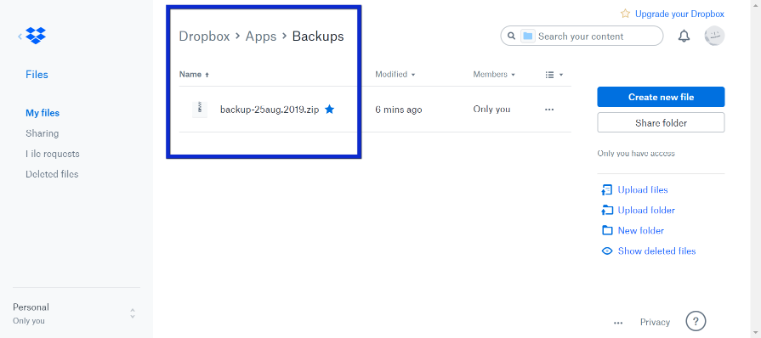 Upgrade your Dropbox
Dropbox > Apps > Backups
Search your content
Files
Name
Modified
Members
My files
backup-25aug,2019.zip
6 mins ago
Only you
Create new file
Sharing
Share folder
File requests
Only you have access
Deleted files
Upload files
Upload folder
New folder
Show deleted files
Personal
Only you
Privacy
?